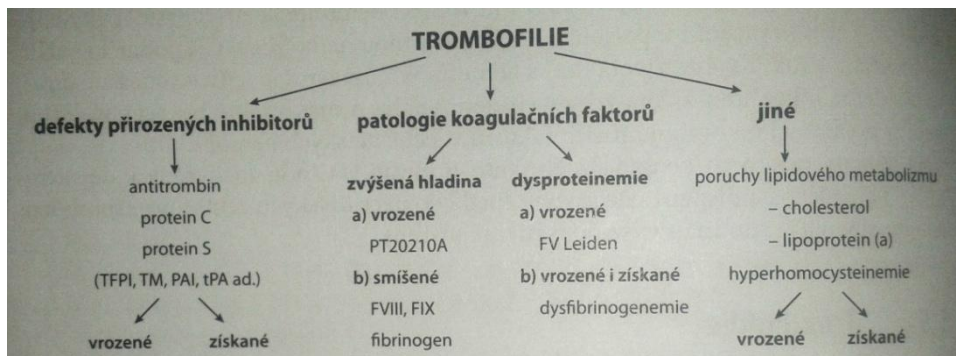 TROMBOFILIE
defekty přirozených inhibitorů
antitrombin
protein C
protein S
(TFPI, TM, PAI, tPA ad.)
vrozené
získané
patologie koagulačních faktorů
zvýšená hladina
a) vrozené
PT20210A
b) smíšené
FVIII, FIX
fibrinogen
dysproteinemie
a) vrozené
FV Leiden
b) vrozené i získané
dysfibrinogenemie
jiné
poruchy lipidového metabolizmu
– cholesterol
– lipoprotein (a)
hyperhomocysteinemie
vrozené
získané